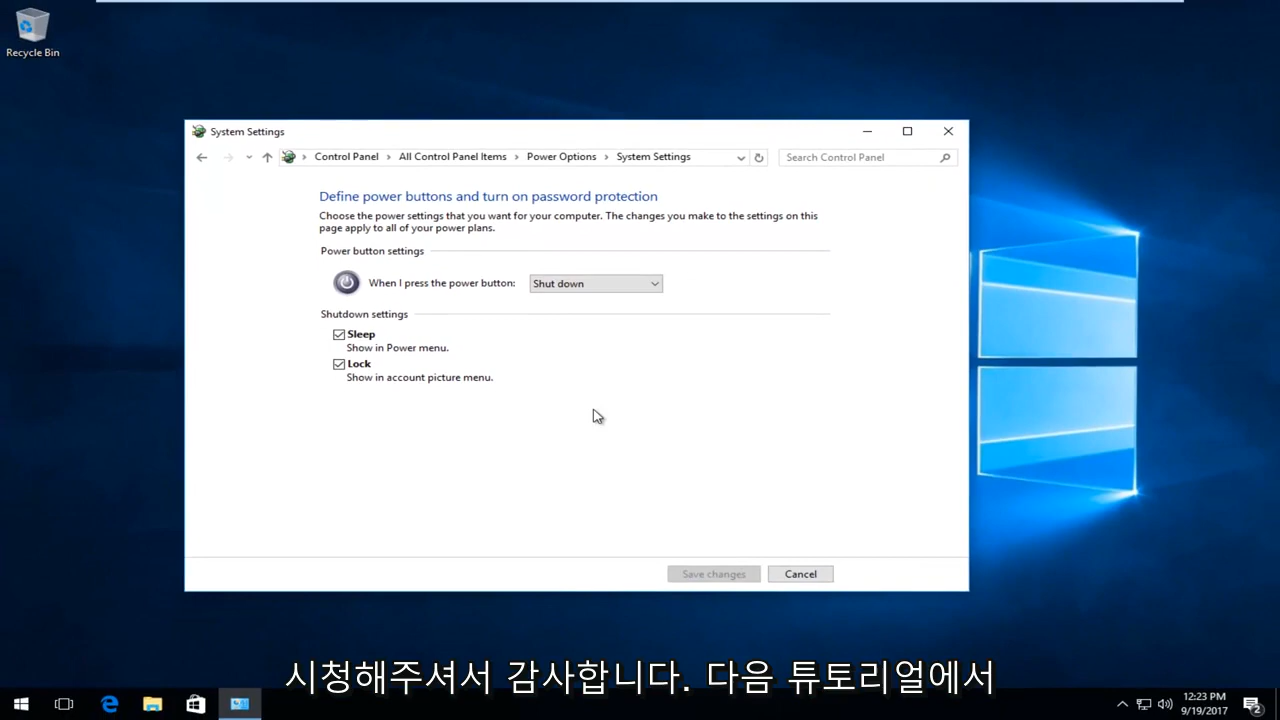 Recycle Bin
System Settings
Control Panel > All Control Panel Items > Power Options > System Settings
Search Control Panel
Define power buttons and turn on password protection
Choose the power settings that you want for your computer. The changes you make to the settings on this
page apply to all of your power plans.
Power button settings
When I press the power button: Shut down
Shutdown settings
Sleep
Show in Power menu.
Lock
Show in account picture menu.
Save changes Cancel
시청해주셔서 감사합니다. 다음 튜토리얼에서
12:23 PM
9/19/2017
2